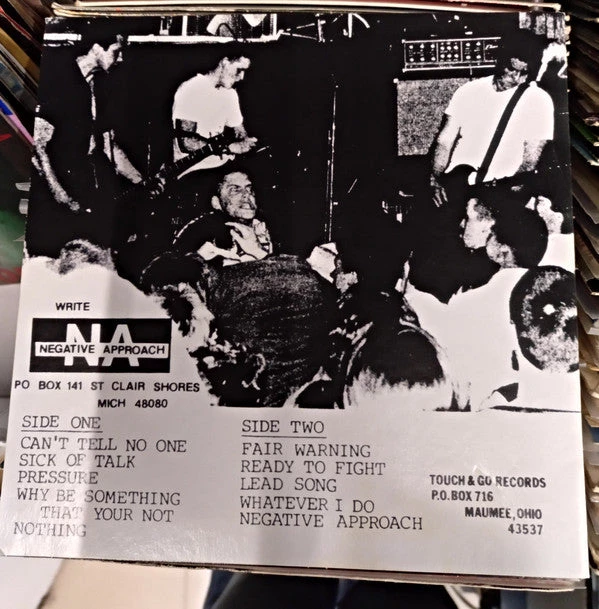 WRITE
NA
NEGATIVE APPROACH
PO BOX 141 ST CLAIR SHORES
MICH 48080
SIDE ONE
CAN'T TELL NO ONE
SICK OF TALK
PRESSURE
WHY BE SOMETHING
THAT YOUR NOT
NOTHING
SIDE TWO
FAIR WARNING
READY TO FIGHT
LEAD SONG
WHATEVER I DO
NEGATIVE APPROACH
TOUCH & GO RECORDS
P.O. BOX 716
MAUMEE, OHIO
43537